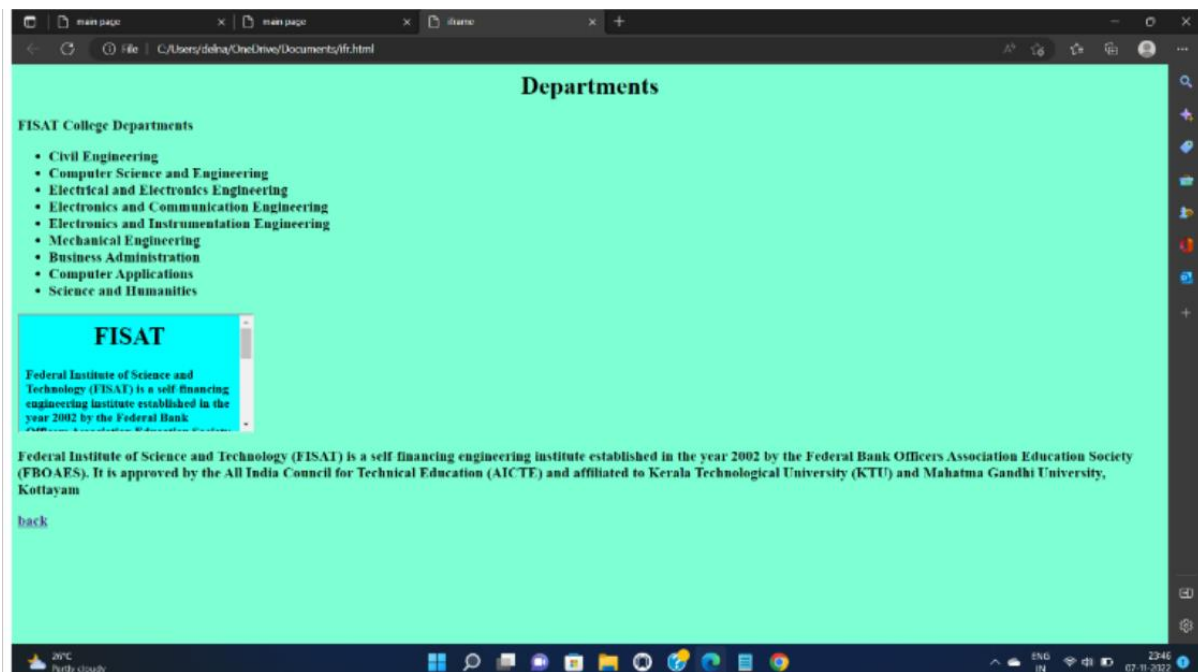 main page
main page
iframe
File C:/Users/delna/OneDrive/Documents/ifr.html
Departments
FISAT College Departments
• Civil Engineering
• Computer Science and Engineering
• Electrical and Electronics Engineering
• Electronics and Communication Engineering
• Electronics and Instrumentation Engineering
• Mechanical Engineering
• Business Administration
• Computer Applications
• Science and Humanities
FISAT
Federal Institute of Science and
Technology (FISAT) is a self-financing
engineering institute established in the
year 2002 by the Federal Bank
Officers Association Education Society
Federal Institute of Science and Technology (FISAT) is a self-financing engineering institute established in the year 2002 by the Federal Bank Officers Association Education Society
(FBOAES). It is approved by the All India Council for Technical Education (AICTE) and affiliated to Kerala Technological University (KTU) and Mahatma Gandhi University,
Kottayam
back
26°C
Partly cloudy
ENG
IN
23:46
07-11-2022